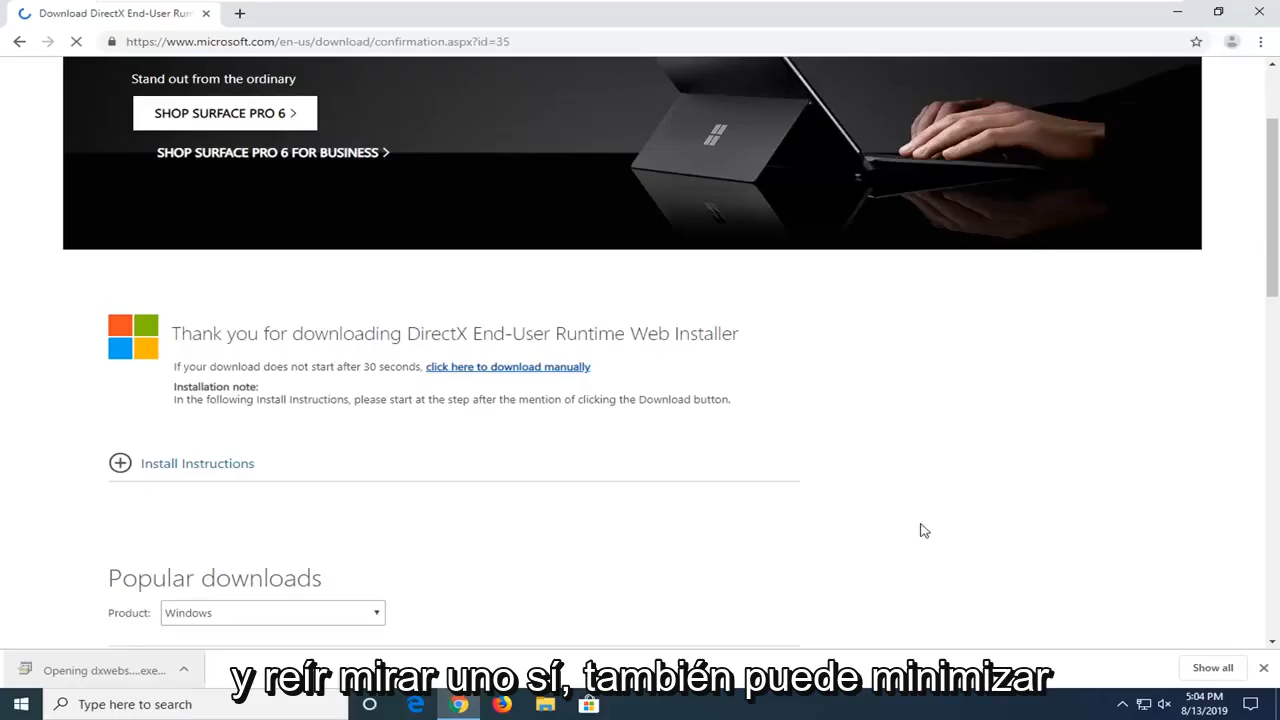 Download DirectX End-User Run
https://www.microsoft.com/en-us/download/confirmation.aspx?id=35
Stand out from the ordinary
SHOP SURFACE PRO 6 >
SHOP SURFACE PRO 6 FOR BUSINESS >
Thank you for downloading DirectX End-User Runtime Web Installer
If your download does not start after 30 seconds, click here to download manually
Installation note:
In the following Install Instructions, please start at the step after the mention of clicking the Download button.
Install Instructions
Popular downloads
Product: Windows
Opening dxwebs....exe...
Show all
y reír mirar uno sí, también puede minimizar
Type here to search
5:04 PM
8/13/2019